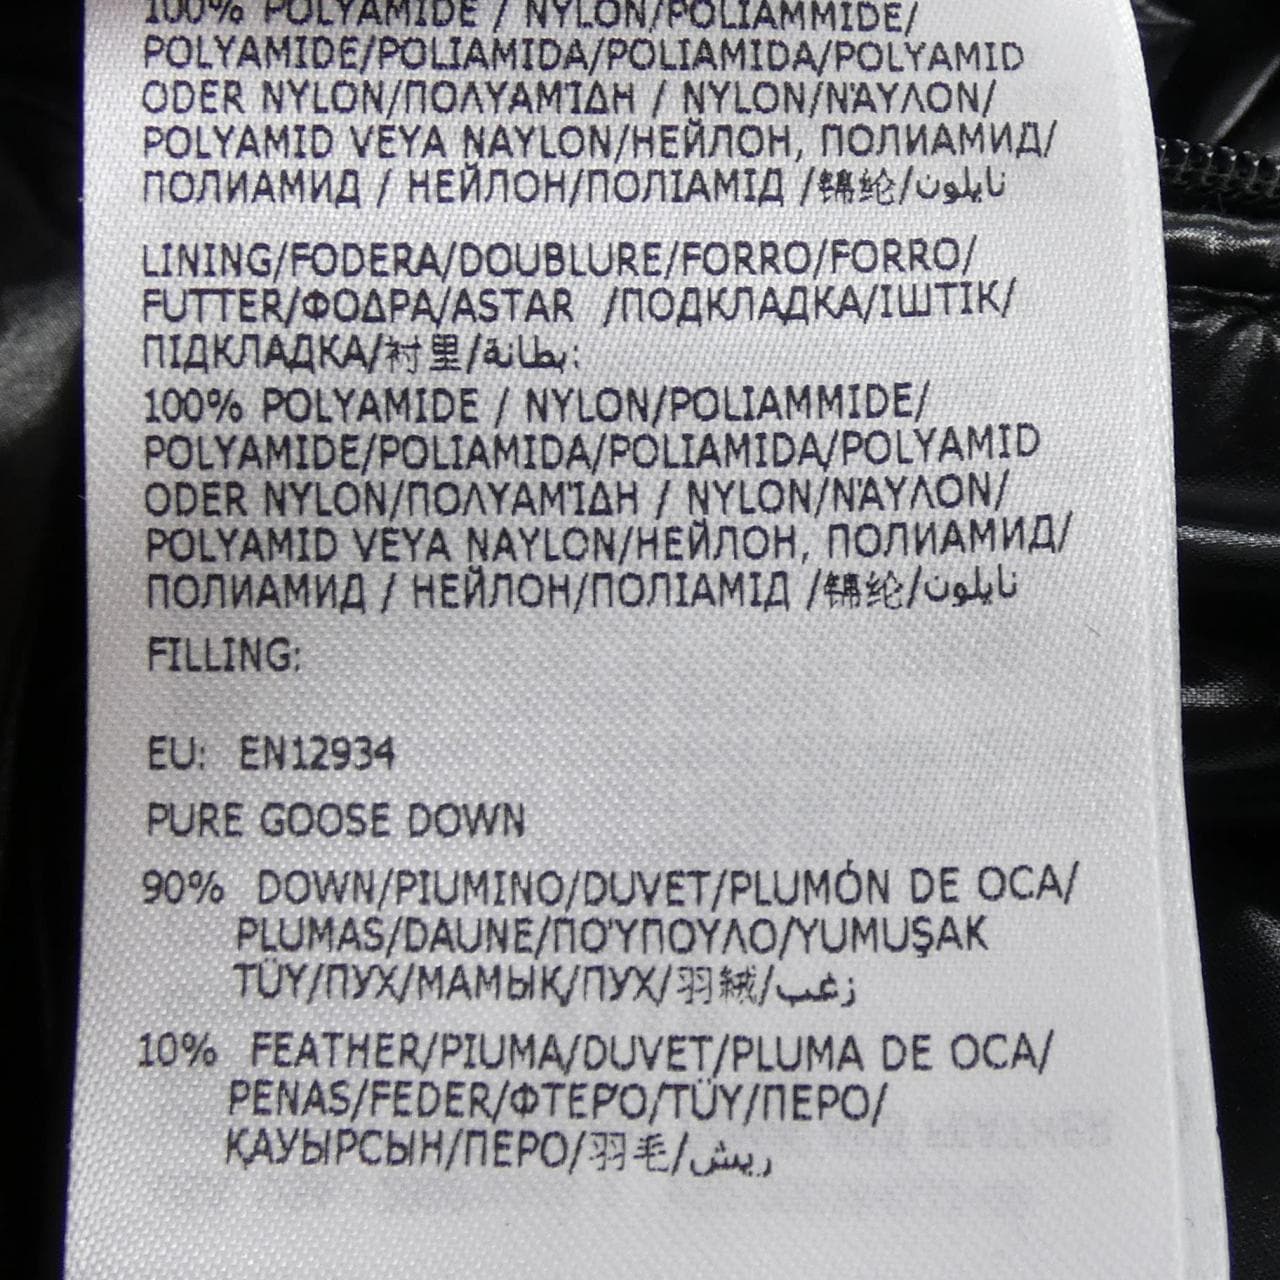 100% POLYAMIDE / NYLON/POLIAMMIDE/
POLYAMIDE/POLIAMIDA/POLIAMIDA/POLYAMID
ODER NYLON/ΠΟΛΥΑΜΊΔΗ / NYLON/ΝΆΥΛΟΝ/
POLYAMID VEYA NAYLON/НЕЙЛОН, ПОЛИАМИД/
ПОЛИАМИД / НЕЙЛОН/ПОЛІАМІД /锦纶/نايلون
LINING/FODERA/DOUBLURE/FORRO/FORRO/
FUTTER/ΦΟΔΡΑ/ASTAR /ПОДКЛАДКА/ІШТІК/
ПІДКЛАДКА/衬里/بطانة:
100% POLYAMIDE / NYLON/POLIAMMIDE/
POLYAMIDE/POLIAMIDA/POLIAMIDA/POLYAMID
ODER NYLON/ΠΟΛΥΑΜΊΔΗ / NYLON/ΝΆΥΛΟΝ/
POLYAMID VEYA NAYLON/НЕЙЛОН, ПОЛИАМИД/
ПОЛИАМИД / НЕЙЛОН/ПОЛІАМІД /锦纶/نايلون
FILLING:
EU: EN12934
PURE GOOSE DOWN
90% DOWN/PIUMINO/DUVET/PLUMÓN DE OCA/
PLUMAS/DAUNE/ΠΟΎΠΟΥΛΟ/YUMUŞAK
TÜY/ПУХ/МАМЫҚ/ПУХ/羽絨/زغب
10% FEATHER/PIUMA/DUVET/PLUMA DE OCA/
PENAS/FEDER/ΦΤΕΡΌ/TÜY/ПЕРО/
ҚАУЫРСЫН/ПЕРО/羽毛/ريش